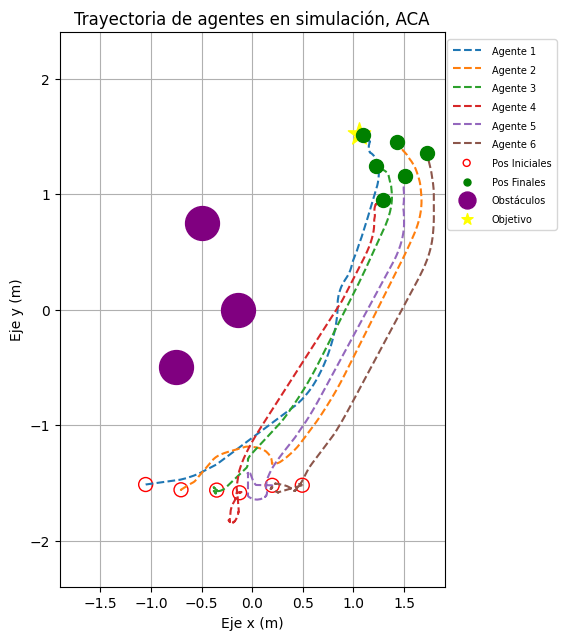 Trayectoria de agentes en simulación, ACA
Agente 1
Agente 2
Agente 3
Agente 4
Agente 5
Agente 6
Pos Iniciales
Pos Finales
Obstáculos
Objetivo
Eje y (m)
2
1
0
−1
−2
−1.5
−1.0
−0.5
0.0
0.5
1.0
1.5
Eje x (m)